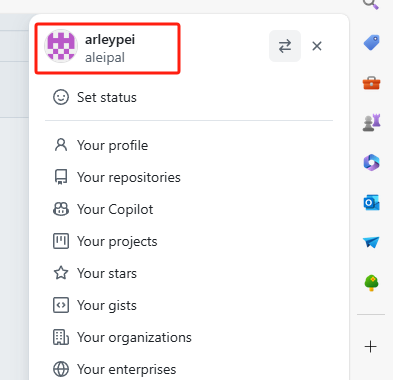 arleypei
aleipal
Set status
Your profile
Your repositories
Your Copilot
Your projects
Your stars
Your gists
Your organizations
Your enterprises